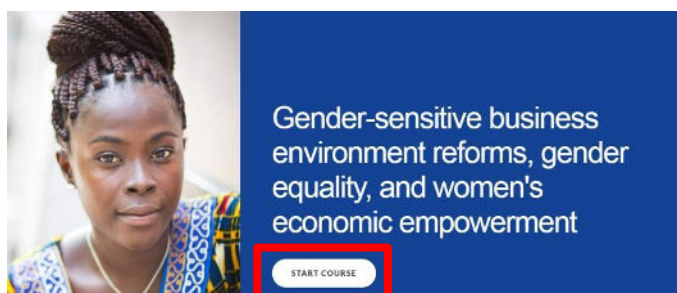 Gender-sensitive business
environment reforms, gender
equality, and women's
economic empowerment
START COURSE